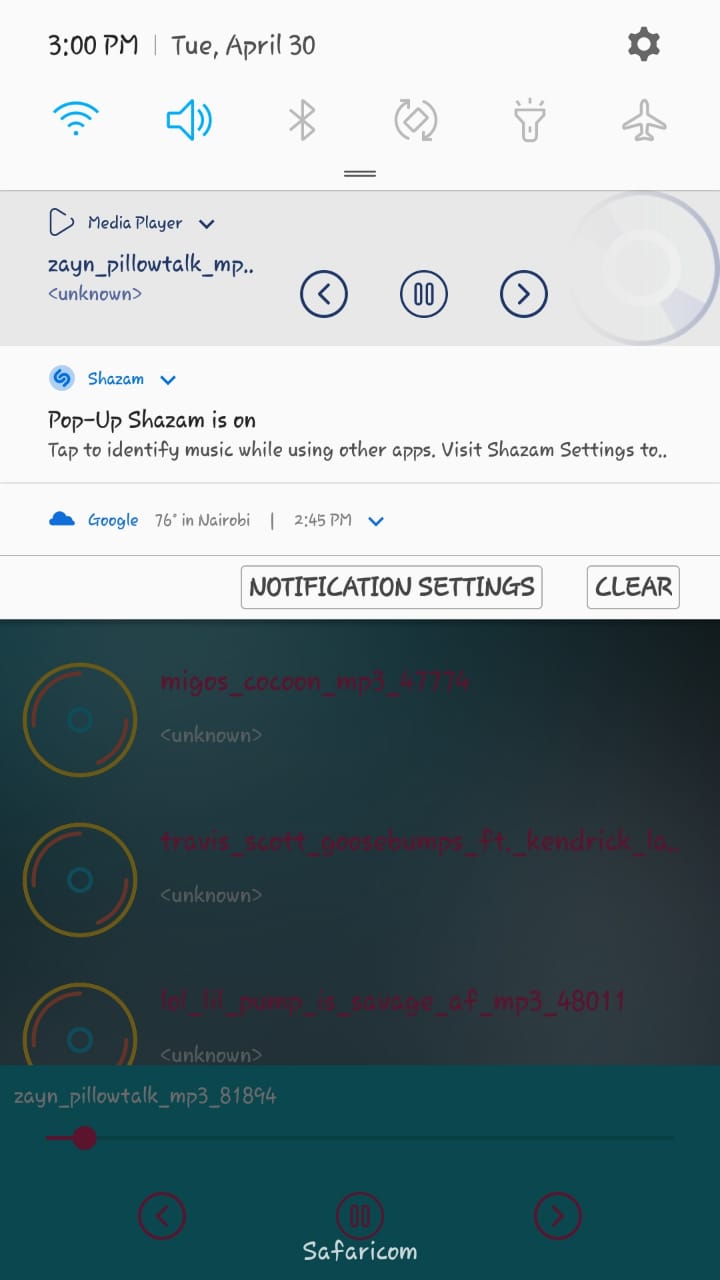 3:00 PM | Tue, April 30
Media Player
zayn_pillowtalk_mp..
<unknown>
Shazam
Pop-Up Shazam is on
Tap to identify music while using other apps. Visit Shazam Settings to..
Google 76° in Nairobi | 2:45 PM
NOTIFICATION SETTINGS CLEAR
migos_cocoon_mp3_47774
<unknown>
travis_scott_goosebumps_ft._kendrick_la..
<unknown>
lol_lil_pump_is_savage_af_mp3_48011
<unknown>
zayn_pillowtalk_mp3_81894
Safaricom